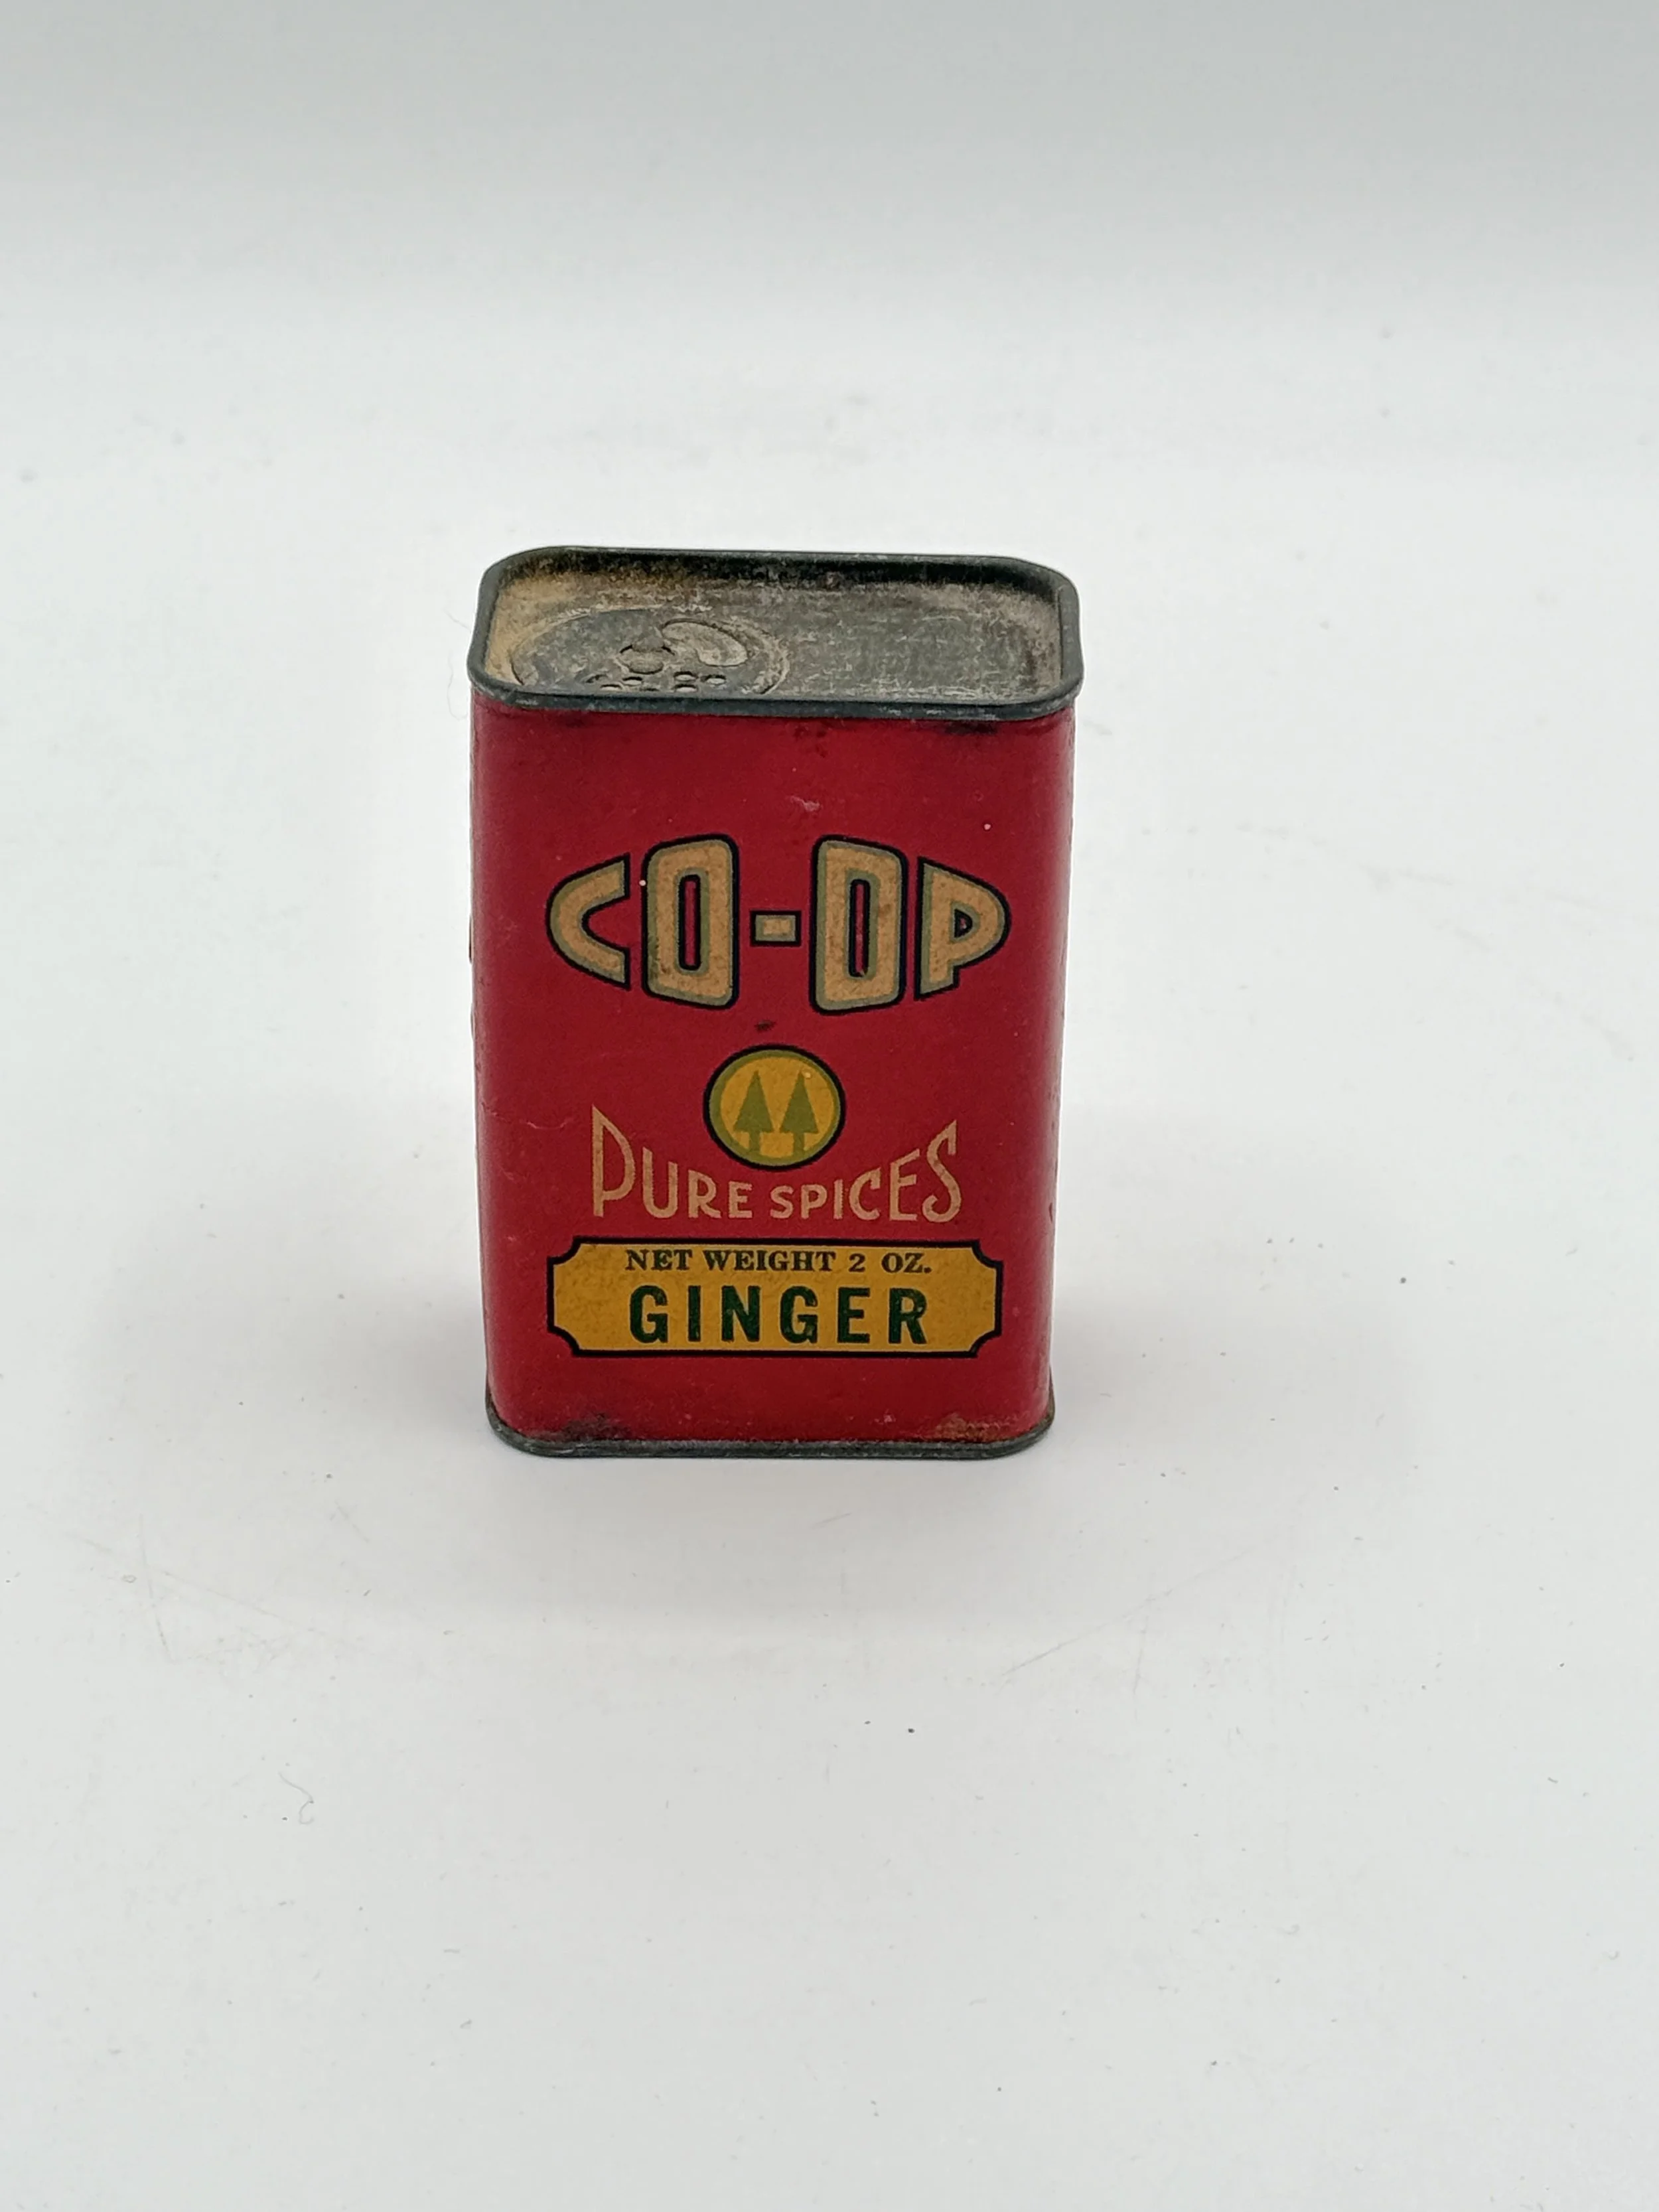 CO-OP
PURE SPICES
NET WEIGHT 2 OZ.
GINGER